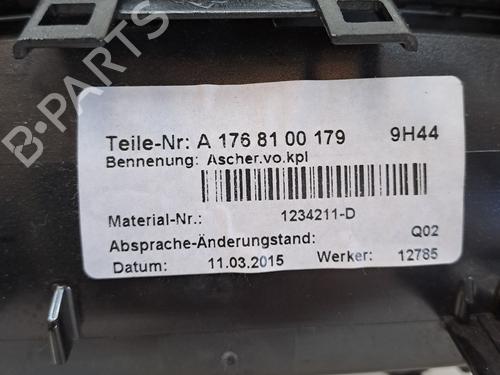 B-PARTS
Teile-Nr: A 176 81 00 179 9H44
Bennenung: Ascher.vo.kpl
Material-Nr.: 1234211-D
Absprache-Änderungstand: Q02
Datum: 11.03.2015 Werker: 12785